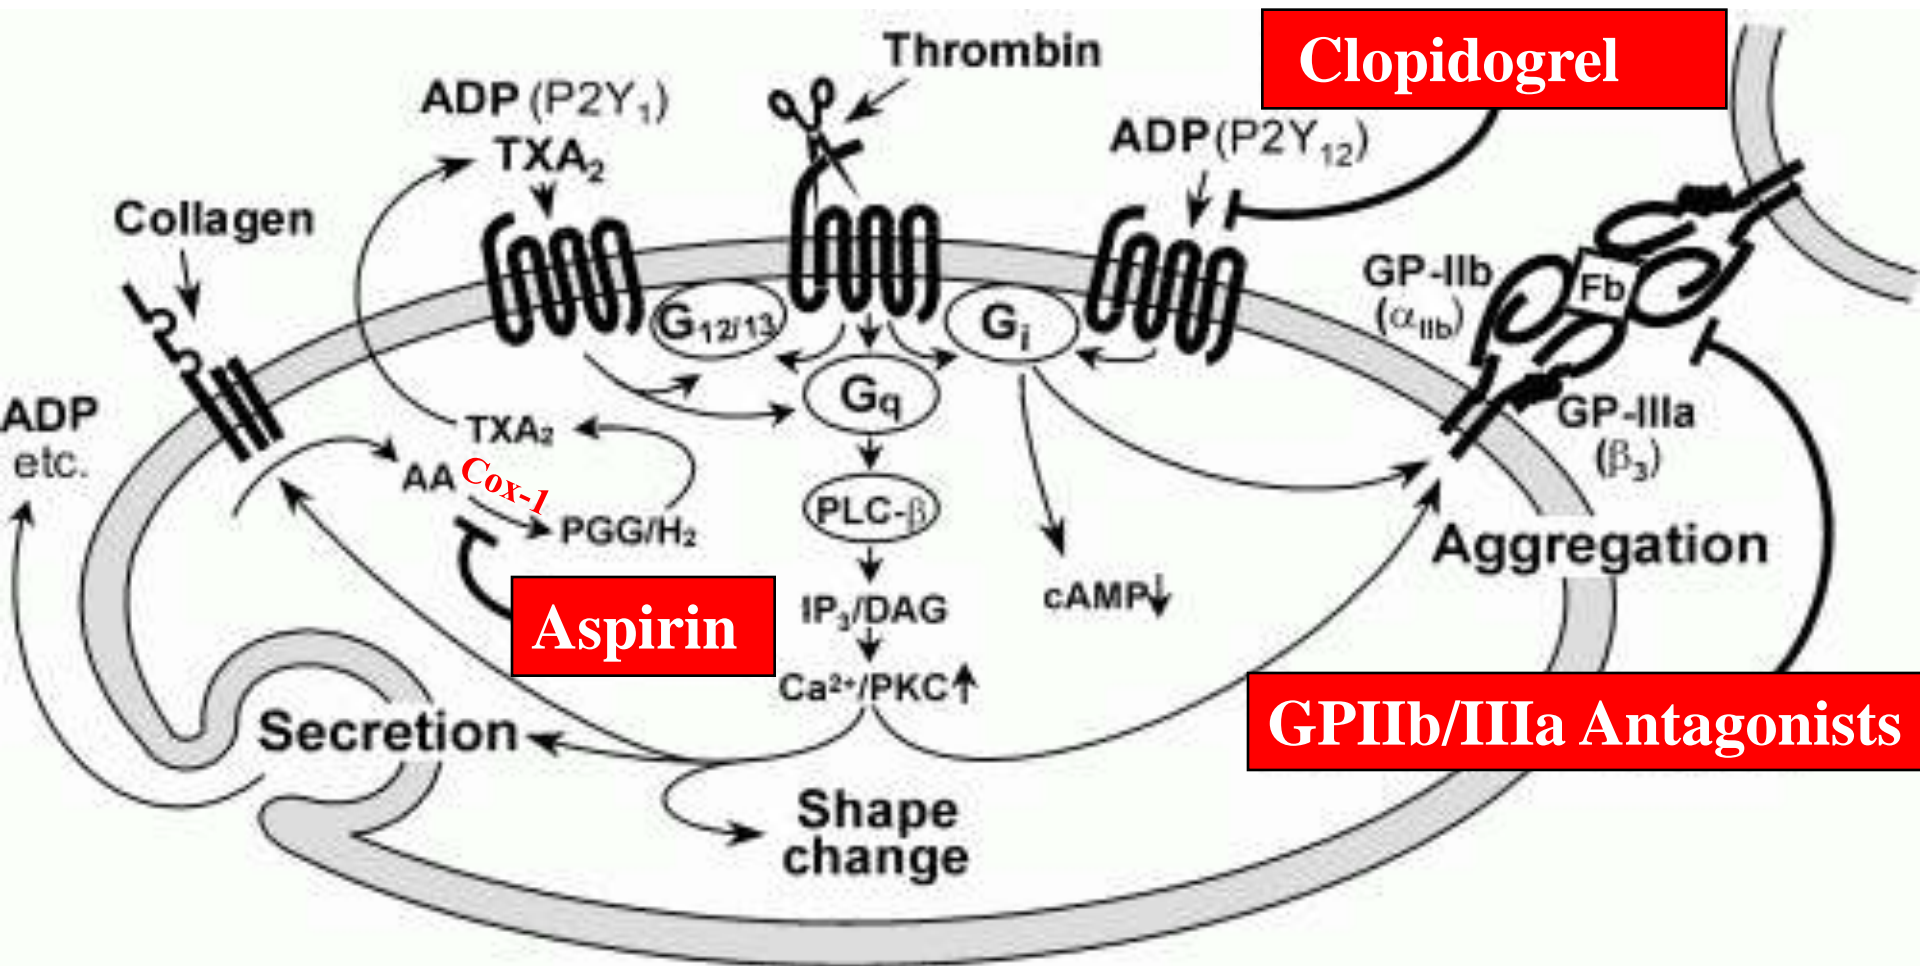 Thrombin
Clopidogrel
ADP (P2Y₁)
TXA₂
ADP (P2Y₁₂)
Collagen
GP-IIb
(αIIb)
Fb
G₁₂/₁₃
Gi
Gq
ADP
etc.
TXA₂
GP-IIIa
(β₃)
AA
Cox-1
PGG/H₂
PLC-β
Aggregation
cAMP↓
IP₃/DAG
Aspirin
Ca²⁺/PKC↑
Secretion
GPIIb/IIIa Antagonists
Shape
change